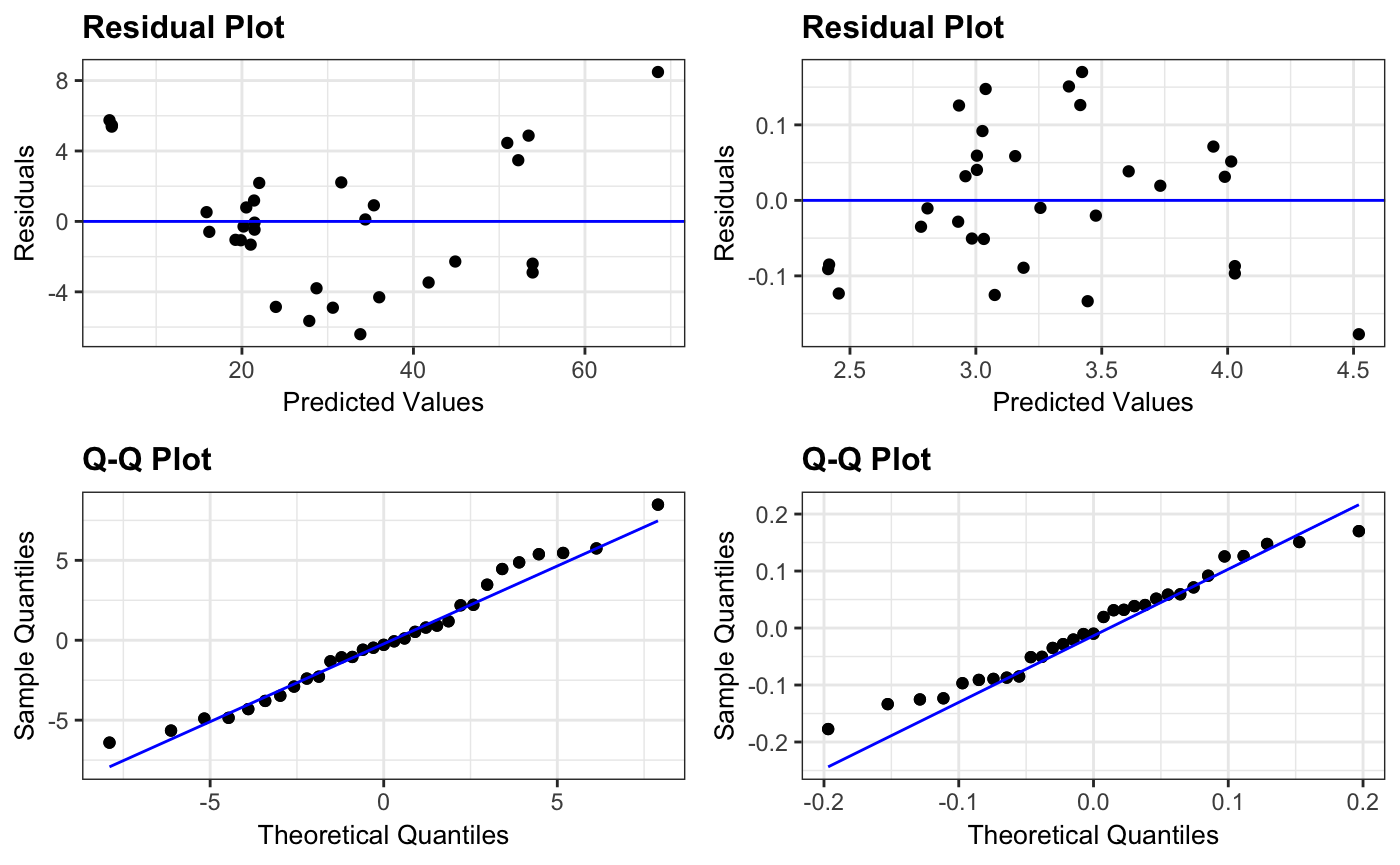 Residual Plot
8
4
0
-4
Residuals
20 40 60
Predicted Values
Residual Plot
0.1
0.0
-0.1
Residuals
2.5 3.0 3.5 4.0 4.5
Predicted Values
Q-Q Plot
5
0
-5
Sample Quantiles
-5 0 5
Theoretical Quantiles
Q-Q Plot
0.2
0.1
0.0
-0.1
-0.2
Sample Quantiles
-0.2 -0.1 0.0 0.1 0.2
Theoretical Quantiles